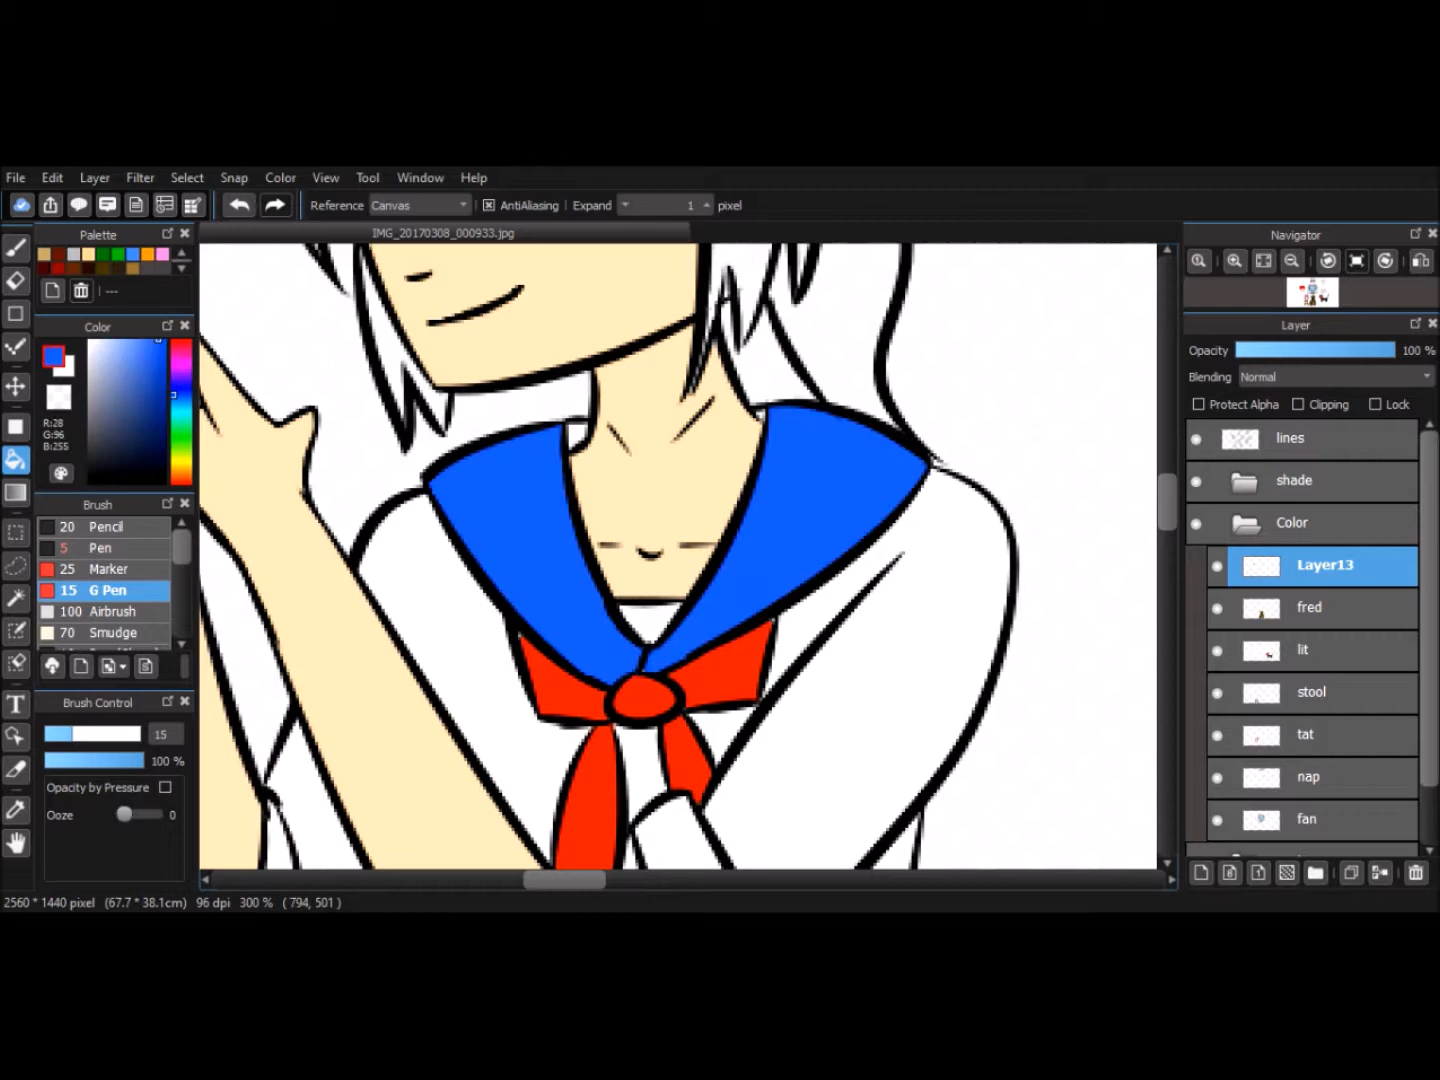 File Edit Layer Filter Select Snap Color View Tool Window Help
Reference Canvas AntiAliasing Expand 1 pixel
Palette
IMG_20170308_000933.jpg
---
Color
R:28
G:96
B:255
Brush
20 Pencil
5 Pen
25 Marker
15 G Pen
100 Airbrush
70 Smudge
Brush Control
15
100 %
Opacity by Pressure
Ooze 0
Navigator
Layer
Opacity 100 %
Blending Normal
Protect Alpha Clipping Lock
lines
shade
Color
Layer13
fred
lit
stool
tat
nap
fan
2560 * 1440 pixel (67.7 * 38.1cm) 96 dpi 300 % ( 794, 501 )